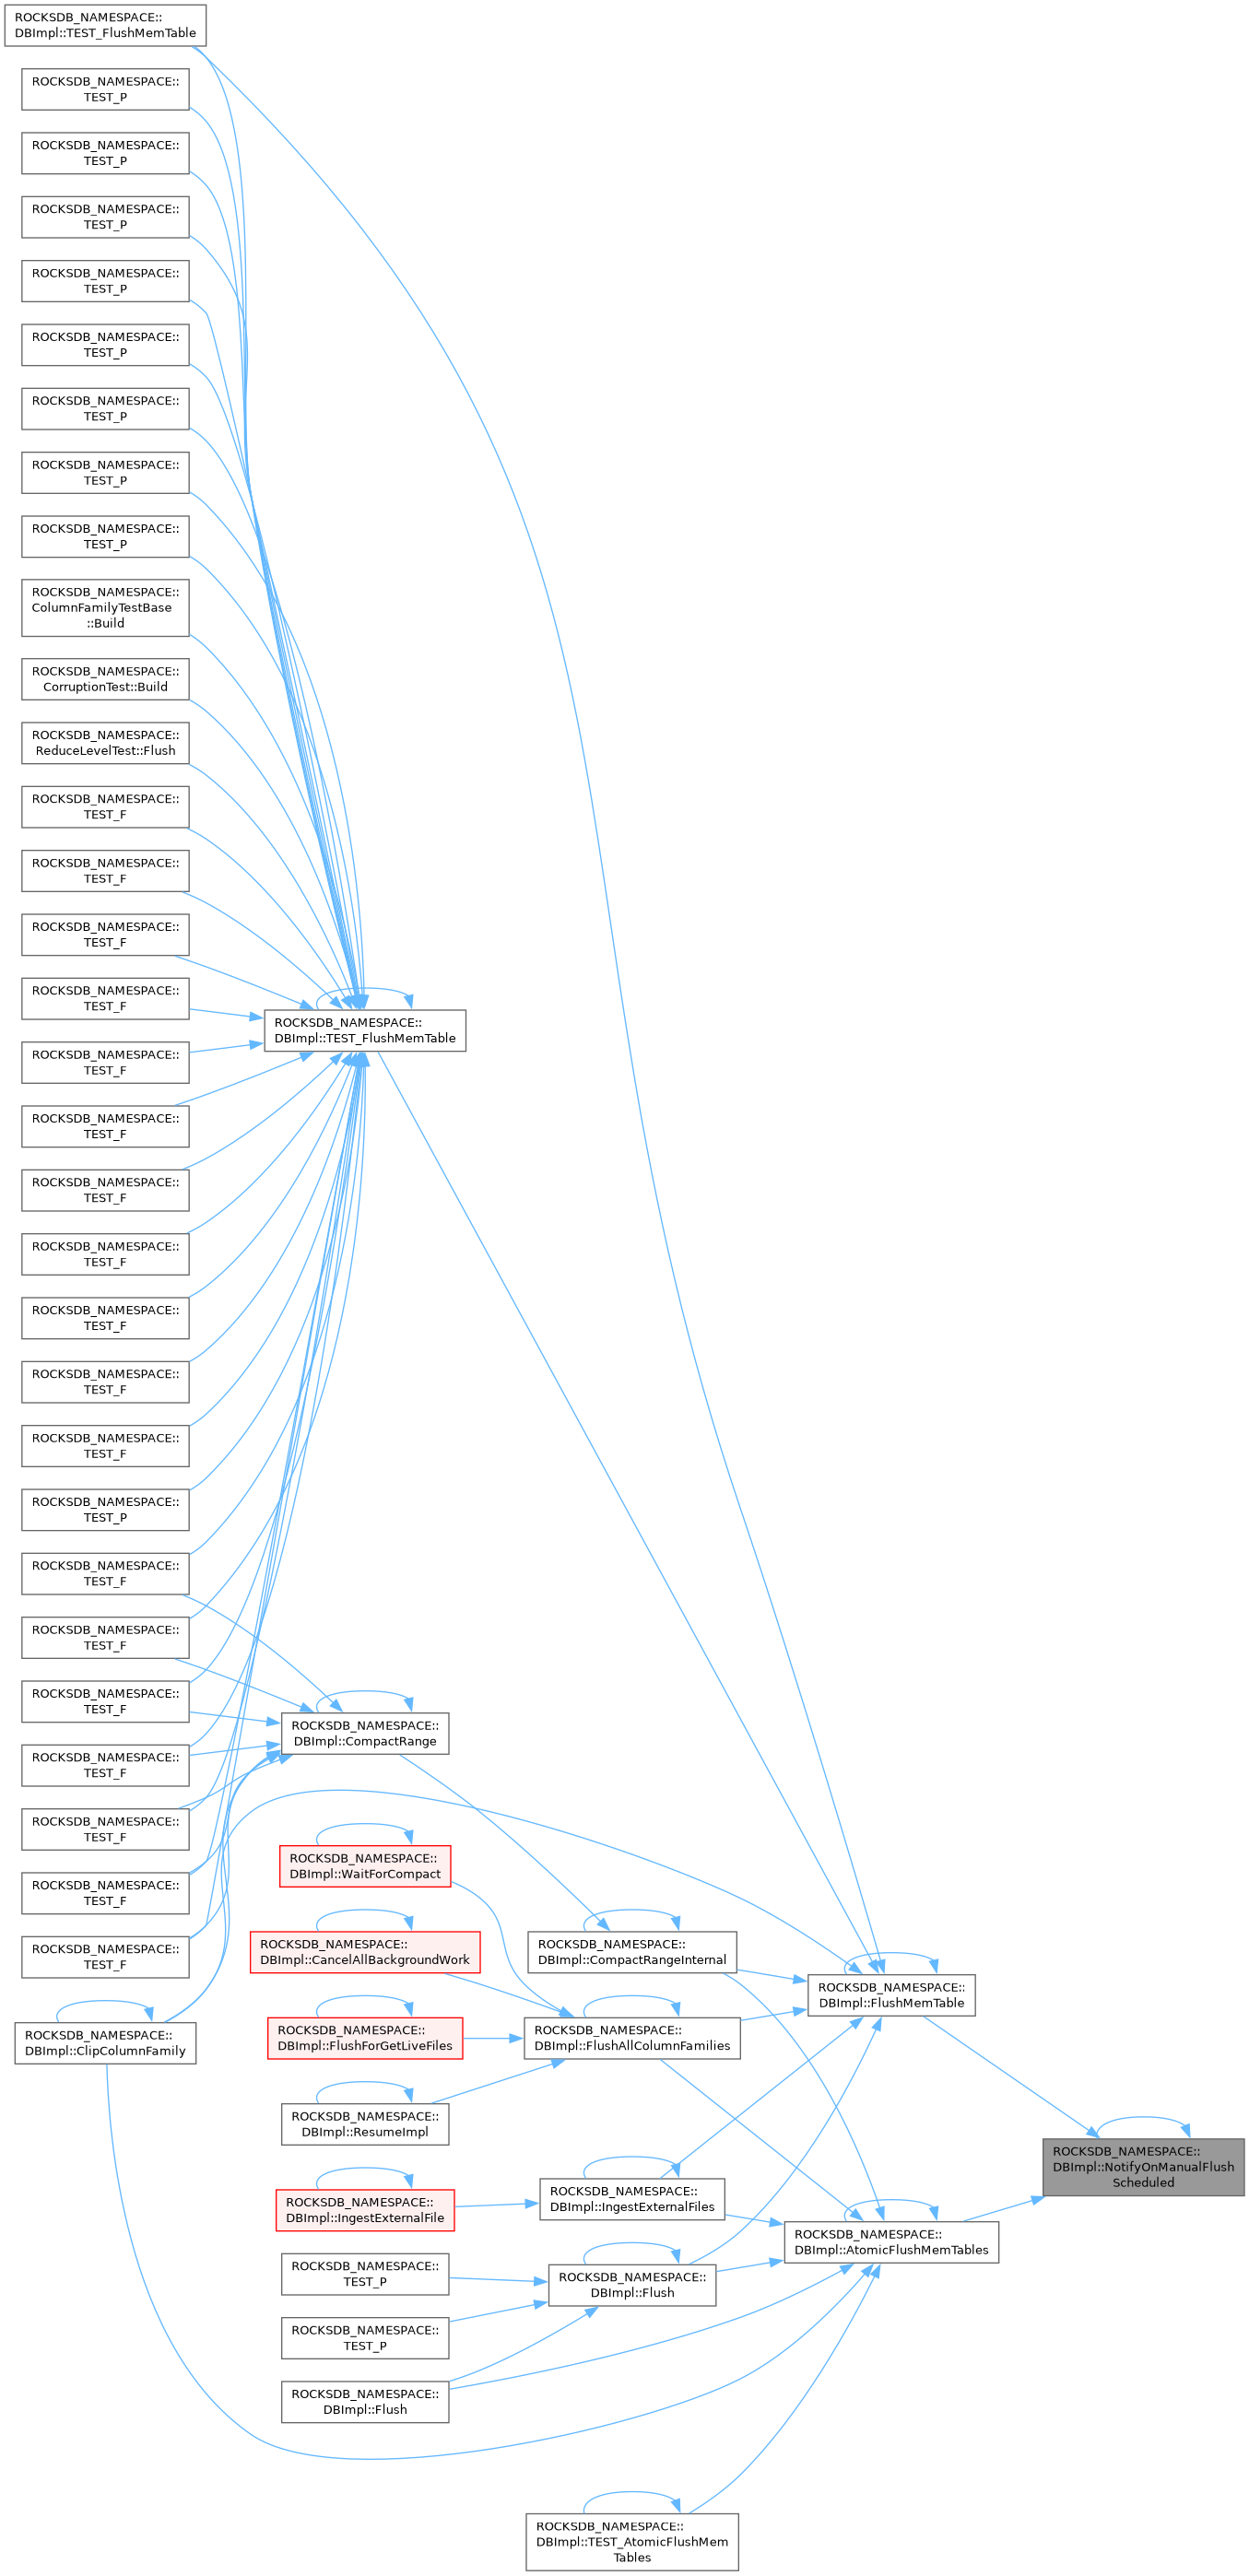 ROCKSDB_NAMESPACE::
DBImpl::TEST_FlushMemTable
ROCKSDB_NAMESPACE::
TEST_P
ROCKSDB_NAMESPACE::
TEST_P
ROCKSDB_NAMESPACE::
TEST_P
ROCKSDB_NAMESPACE::
TEST_P
ROCKSDB_NAMESPACE::
TEST_P
ROCKSDB_NAMESPACE::
TEST_P
ROCKSDB_NAMESPACE::
TEST_P
ROCKSDB_NAMESPACE::
TEST_P
ROCKSDB_NAMESPACE::
ColumnFamilyTestBase
::Build
ROCKSDB_NAMESPACE::
CorruptionTest::Build
ROCKSDB_NAMESPACE::
ReduceLevelTest::Flush
ROCKSDB_NAMESPACE::
TEST_F
ROCKSDB_NAMESPACE::
TEST_F
ROCKSDB_NAMESPACE::
TEST_F
ROCKSDB_NAMESPACE::
TEST_F
ROCKSDB_NAMESPACE::
TEST_F
ROCKSDB_NAMESPACE::
TEST_F
ROCKSDB_NAMESPACE::
TEST_F
ROCKSDB_NAMESPACE::
TEST_F
ROCKSDB_NAMESPACE::
TEST_F
ROCKSDB_NAMESPACE::
TEST_F
ROCKSDB_NAMESPACE::
TEST_F
ROCKSDB_NAMESPACE::
TEST_P
ROCKSDB_NAMESPACE::
TEST_F
ROCKSDB_NAMESPACE::
TEST_F
ROCKSDB_NAMESPACE::
TEST_F
ROCKSDB_NAMESPACE::
TEST_F
ROCKSDB_NAMESPACE::
TEST_F
ROCKSDB_NAMESPACE::
TEST_F
ROCKSDB_NAMESPACE::
TEST_F
ROCKSDB_NAMESPACE::
DBImpl::ClipColumnFamily
ROCKSDB_NAMESPACE::
DBImpl::TEST_FlushMemTable
ROCKSDB_NAMESPACE::
DBImpl::CompactRange
ROCKSDB_NAMESPACE::
DBImpl::WaitForCompact
ROCKSDB_NAMESPACE::
DBImpl::CancelAllBackgroundWork
ROCKSDB_NAMESPACE::
DBImpl::FlushForGetLiveFiles
ROCKSDB_NAMESPACE::
DBImpl::ResumeImpl
ROCKSDB_NAMESPACE::
DBImpl::IngestExternalFile
ROCKSDB_NAMESPACE::
TEST_P
ROCKSDB_NAMESPACE::
TEST_P
ROCKSDB_NAMESPACE::
DBImpl::Flush
ROCKSDB_NAMESPACE::
DBImpl::CompactRangeInternal
ROCKSDB_NAMESPACE::
DBImpl::FlushAllColumnFamilies
ROCKSDB_NAMESPACE::
DBImpl::IngestExternalFiles
ROCKSDB_NAMESPACE::
DBImpl::Flush
ROCKSDB_NAMESPACE::
DBImpl::TEST_AtomicFlushMem
Tables
ROCKSDB_NAMESPACE::
DBImpl::FlushMemTable
ROCKSDB_NAMESPACE::
DBImpl::AtomicFlushMemTables
ROCKSDB_NAMESPACE::
DBImpl::NotifyOnManualFlush
Scheduled